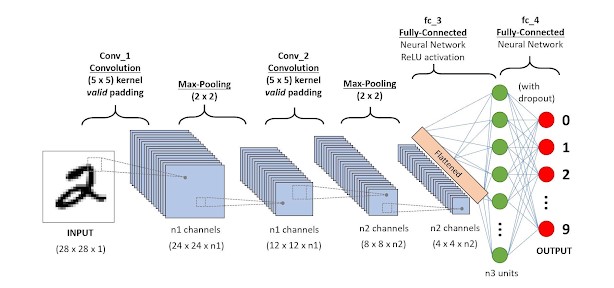 fc_3
Fully-Connected
Neural Network
ReLU activation
fc_4
Fully-Connected
Neural Network
Conv_1
Convolution
(5 x 5) kernel
valid padding
Max-Pooling
(2 x 2)
Conv_2
Convolution
(5 x 5) kernel
valid padding
Max-Pooling
(2 x 2)
(with
dropout)
Flattened
0
1
2
9
INPUT
(28 x 28 x 1)
n1 channels
(24 x 24 x n1)
n1 channels
(12 x 12 x n1)
n2 channels
(8 x 8 x n2)
n2 channels
(4 x 4 x n2)
OUTPUT
n3 units
2